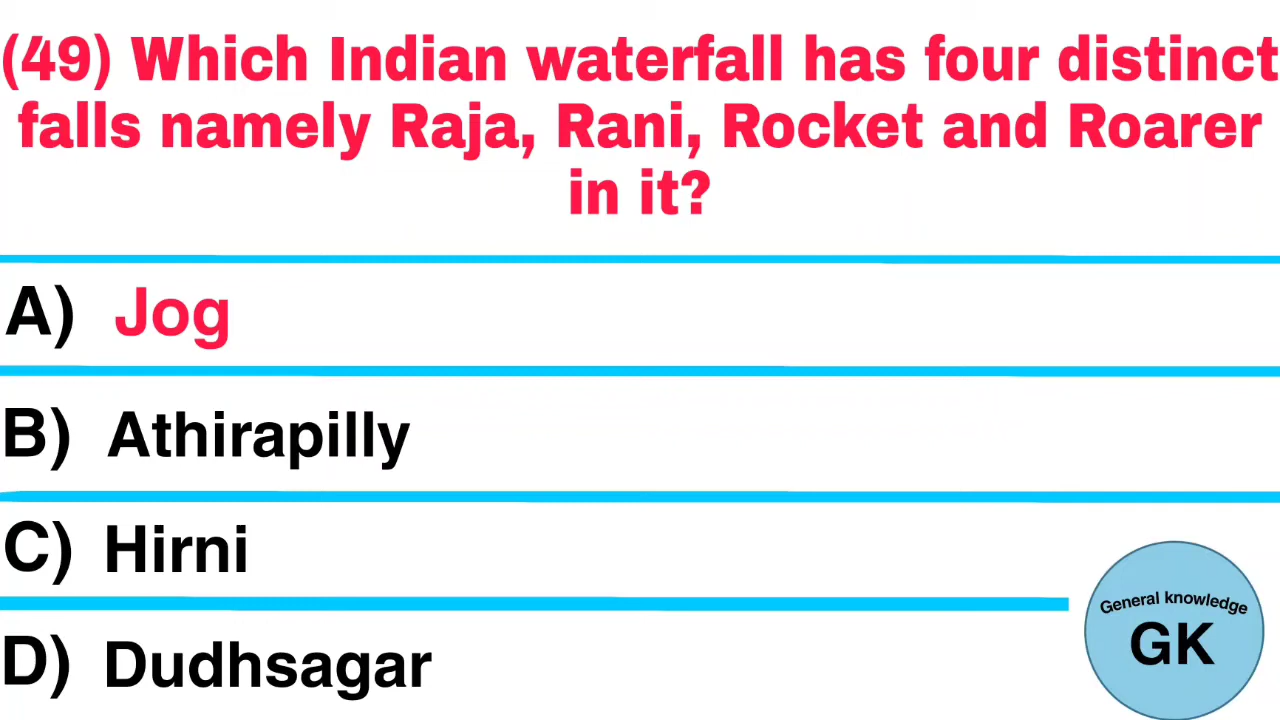 (49) Which Indian waterfall has four distinct
falls namely Raja, Rani, Rocket and Roarer
in it?
A) Jog
B) Athirapilly
C) Hirni
D) Dudhsagar
General knowledge
GK